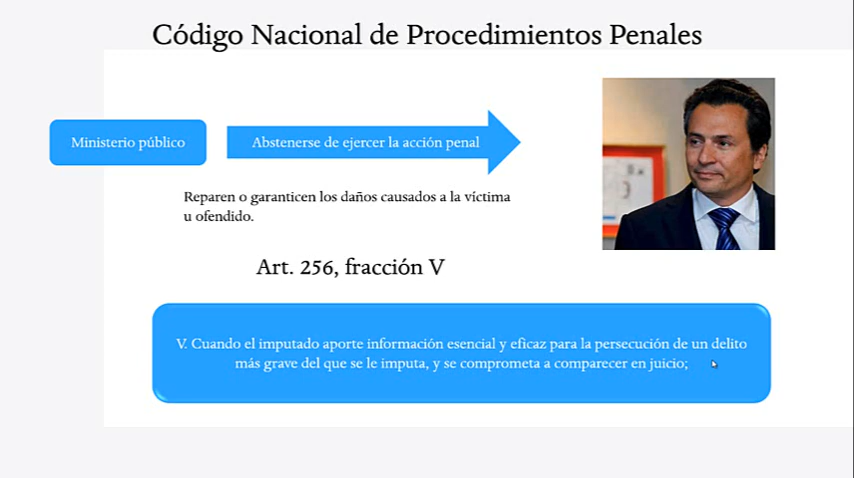 Código Nacional de Procedimientos Penales
Ministerio público
Abstenerse de ejercer la acción penal
Reparen o garanticen los daños causados a la víctima
u ofendido.
Art. 256, fracción V
V. Cuando el imputado aporte información esencial y eficaz para la persecución de un delito
más grave del que se le imputa, y se comprometa a comparecer en juicio;